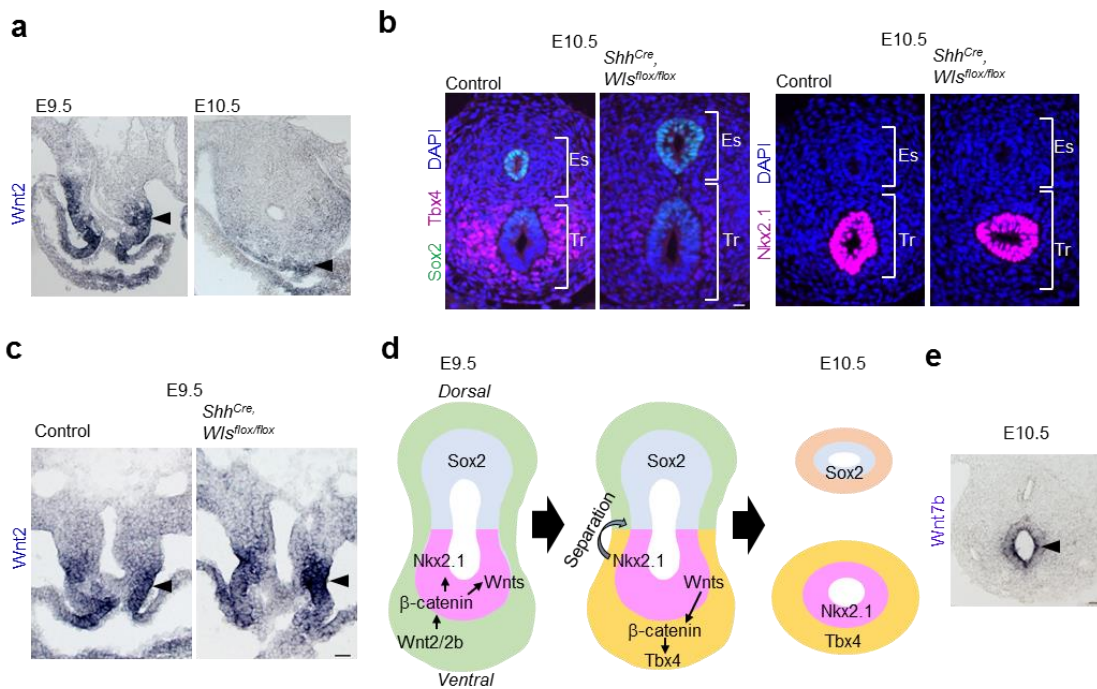 a
E9.5
E10.5
Wnt2
b
E10.5
Control
Shh^Cre,
Wls^flox/flox
Sox2 Tbx4 DAPI
Es
Tr
Es
Tr
E10.5
Control
Shh^Cre,
Wls^flox/flox
Nkx2.1 DAPI
Es
Tr
Es
Tr
c
E9.5
Control
Shh^Cre,
Wls^flox/flox
Wnt2
d
E9.5
Dorsal
Sox2
Nkx2.1
Wnts
β-catenin
Wnt2/2b
Ventral
Separation
Sox2
Nkx2.1
Wnts
β-catenin
Tbx4
E10.5
Sox2
Nkx2.1
Tbx4
e
E10.5
Wnt7b